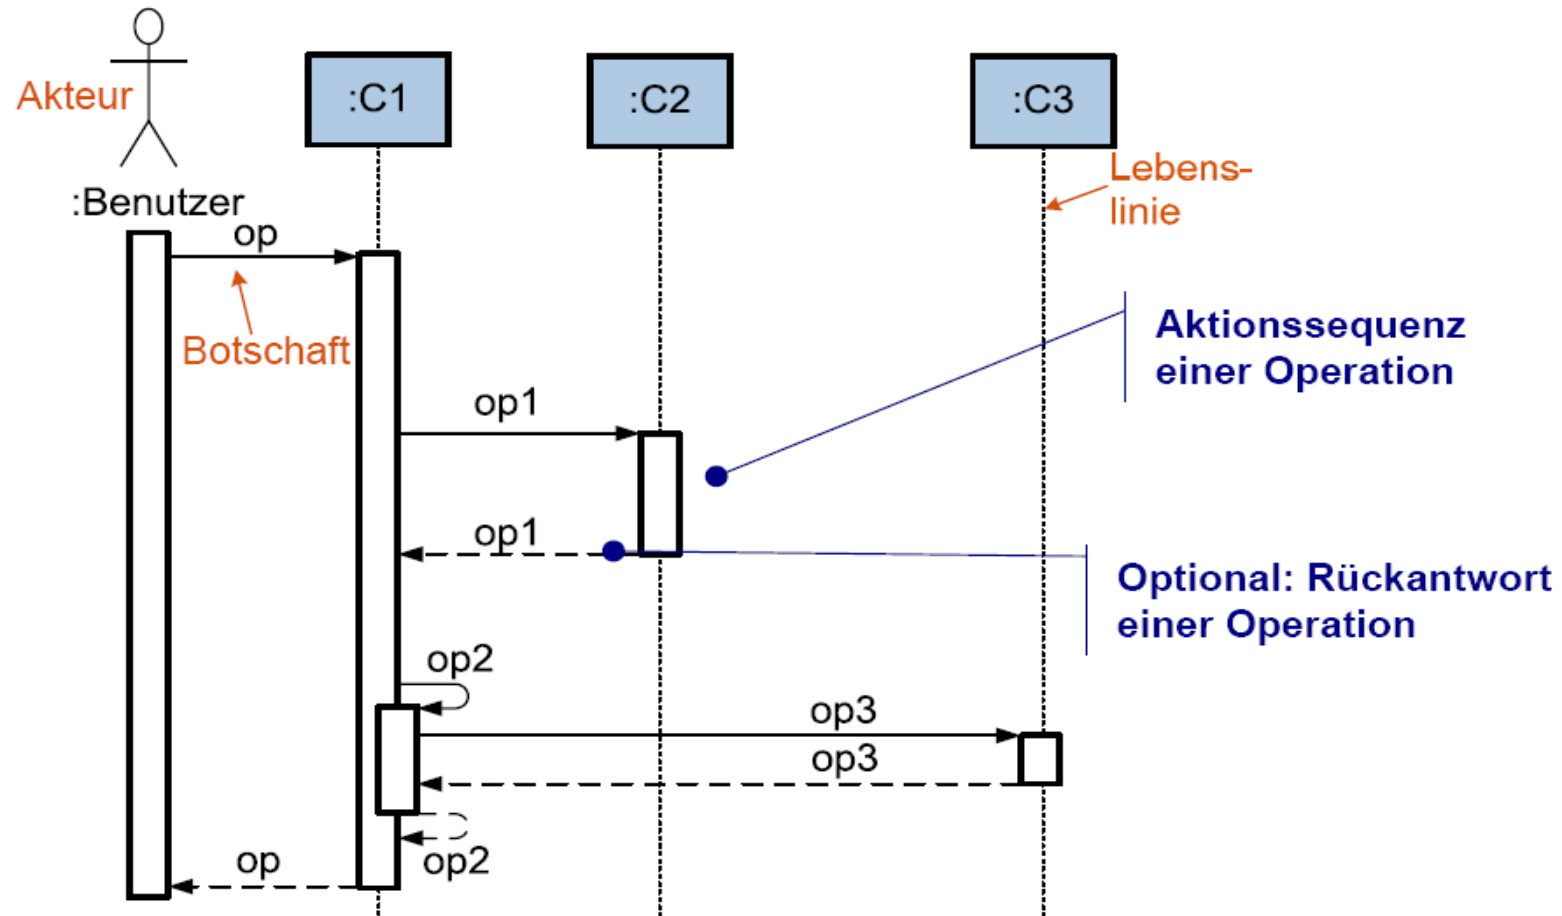 Akteur
:C1
:C2
:C3
:Benutzer
Lebens-
linie
op
Botschaft
Aktionssequenz
einer Operation
op1
op1
Optional: Rückantwort
einer Operation
op2
op3
op3
op2
op